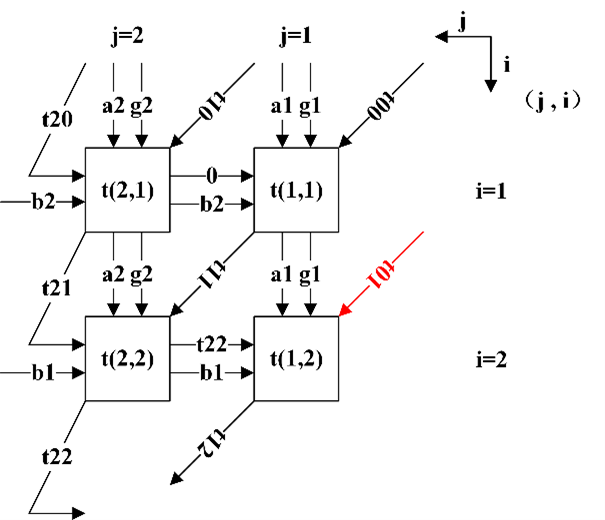 j=2 j=1 j
i
(j,i)
a2 g2 a1 g1
t20 t10 t00
t(2,1) 0 t(1,1) i=1
b2 b2
a2 g2 a1 g1
t21 t11 t01
t(2,2) t22 t(1,2) i=2
b1 b1
t22 t12